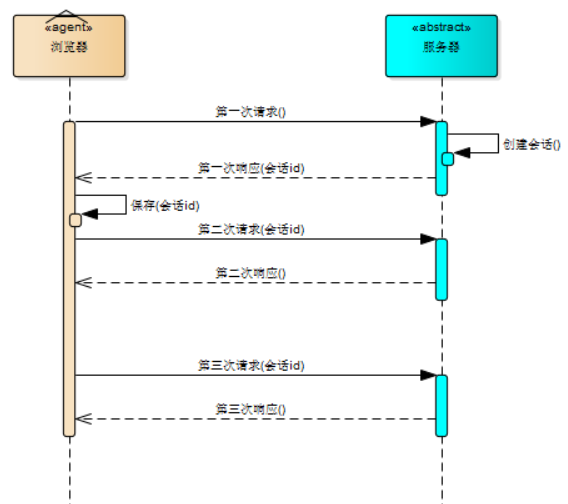 «agent»
浏览器
«abstract»
服务器
第一次请求()
创建会话()
第一次响应(会话id)
保存(会话id)
第二次请求(会话id)
第二次响应()
第三次请求(会话id)
第三次响应()